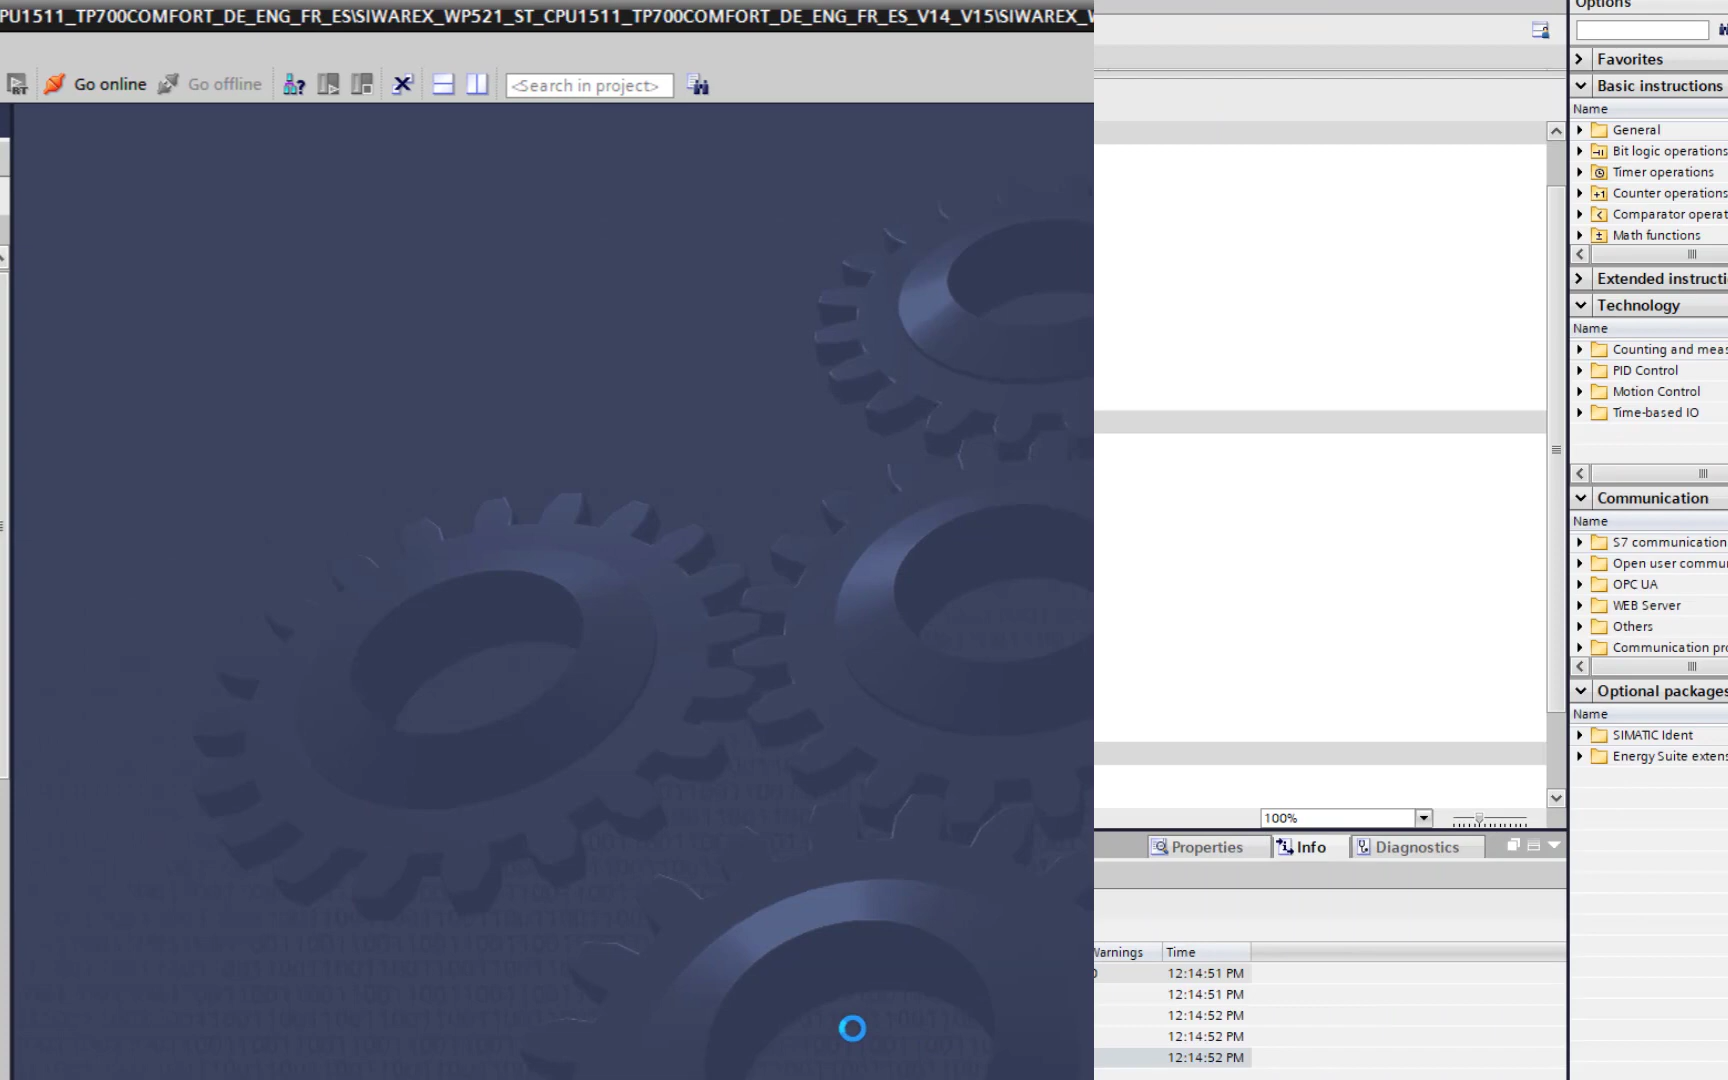 PU1511_TP700COMFORT_DE_ENG_FR_ES\SIWAREX_WP521_ST_CPU1511_TP700COMFORT_DE_ENG_FR_ES_V14_V15\SIWAREX_W
Go online
Go offline
<Search in project>
100%
Properties
Info
Diagnostics
Warnings
Time
12:14:51 PM
12:14:51 PM
12:14:52 PM
12:14:52 PM
12:14:52 PM
Options
Favorites
Basic instructions
Name
General
Bit logic operations
Timer operations
Counter operations
Comparator operat
Math functions
Extended instructi
Technology
Name
Counting and meas
PID Control
Motion Control
Time-based IO
Communication
Name
S7 communication
Open user commu
OPC UA
WEB Server
Others
Communication pro
Optional packages
Name
SIMATIC Ident
Energy Suite extens